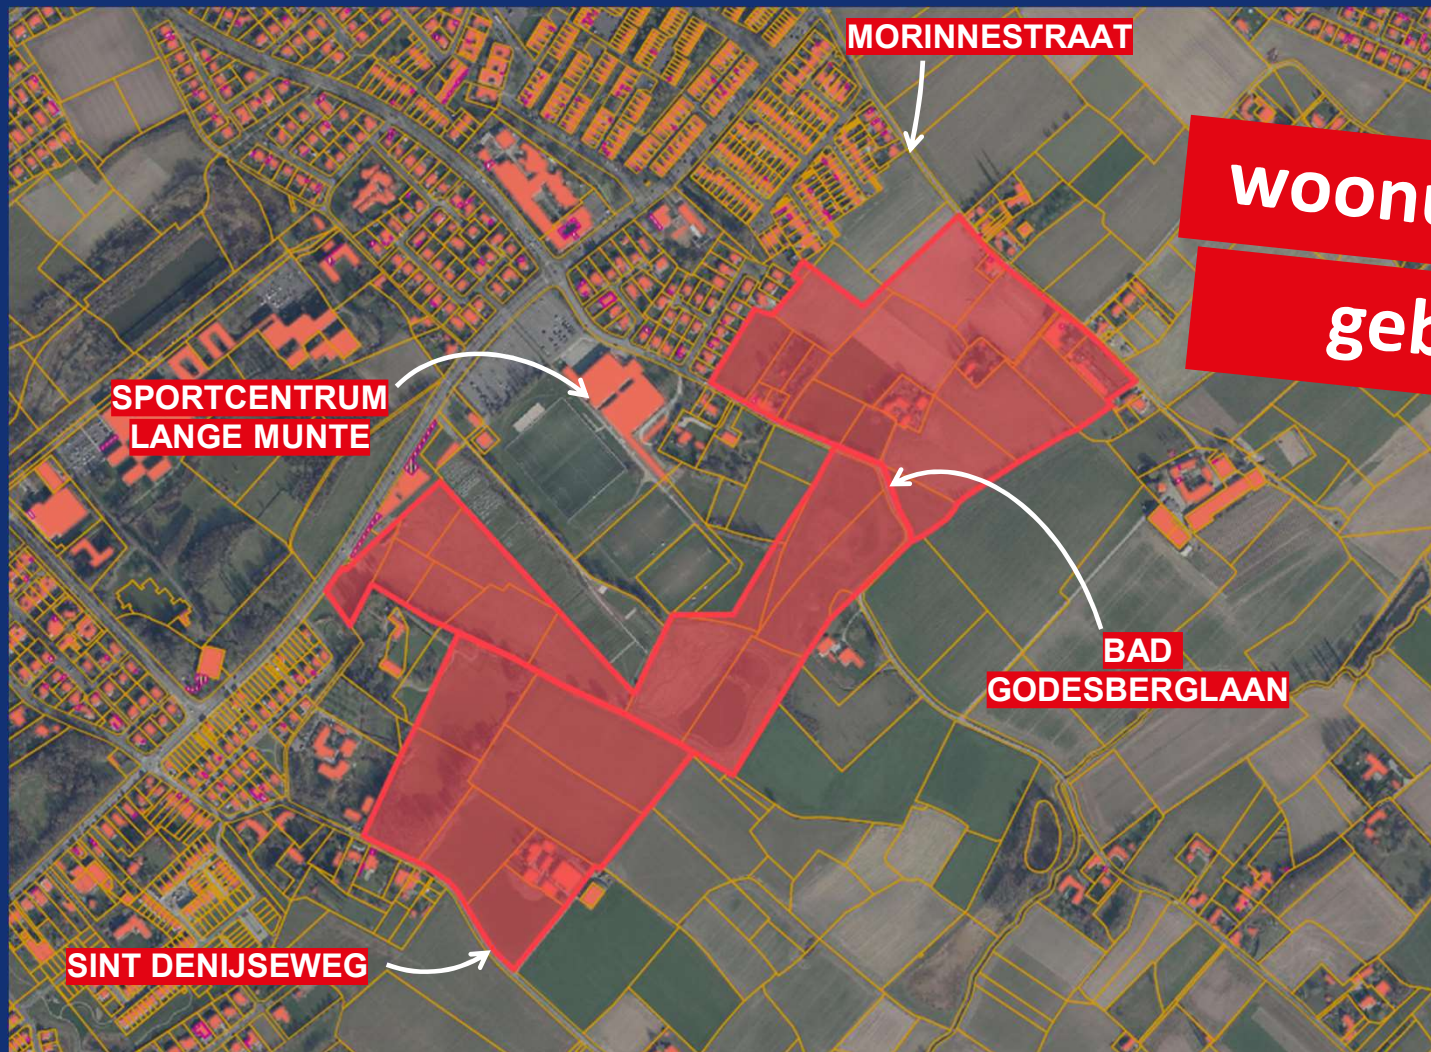 MORINNESTRAAT
SPORTCENTRUM
LANGE MUNTE
BAD
GODESBERGLAAN
SINT DENIJSEWEG